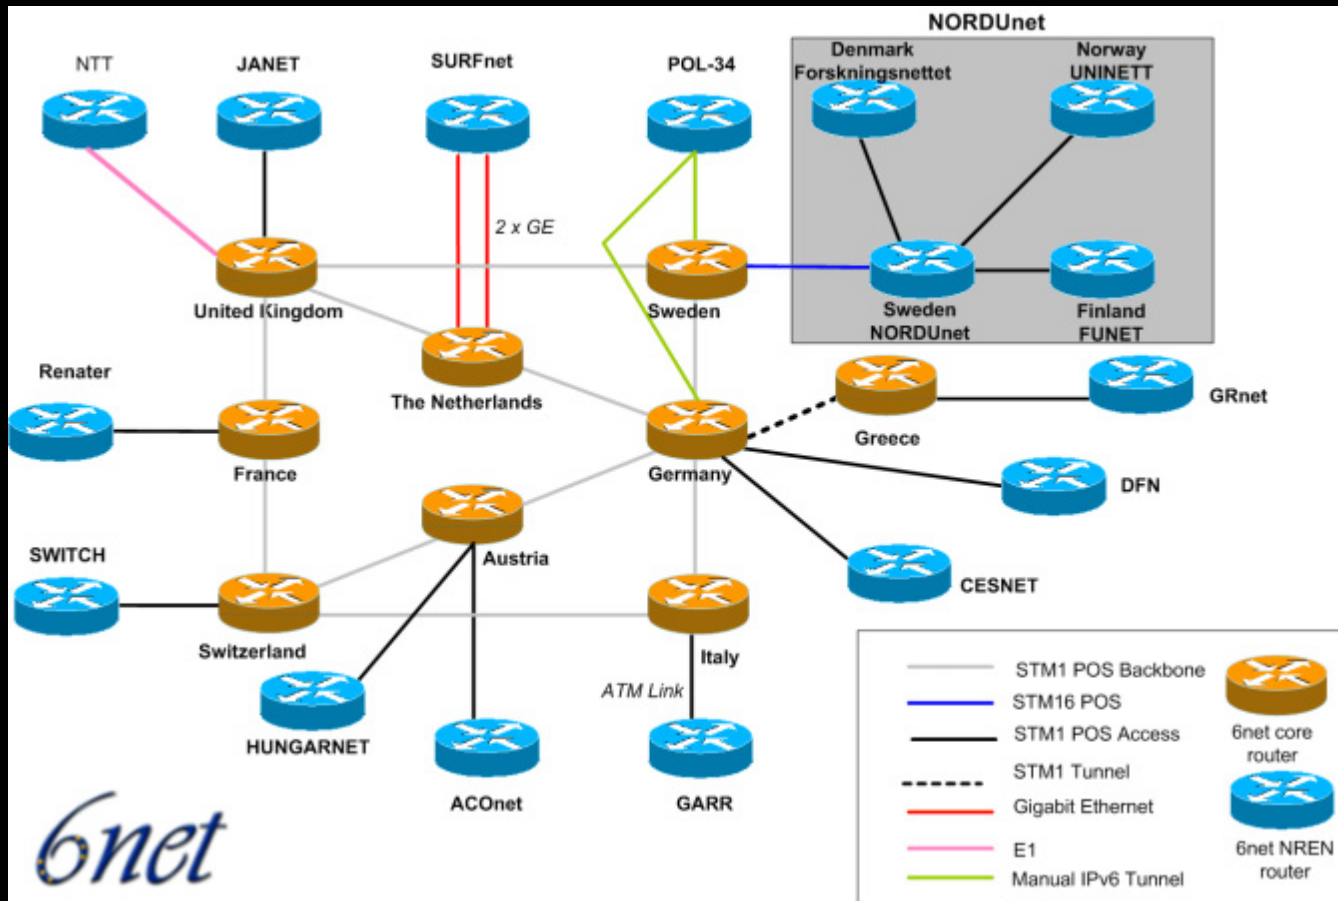 NORDUnet
NTT
JANET
SURFnet
POL-34
Denmark
Forskningsnettet
Norway
UNINETT
2 x GE
United Kingdom
Sweden
Sweden
NORDUnet
Finland
FUNET
Renater
The Netherlands
GRnet
Greece
France
Germany
DFN
SWITCH
Austria
CESNET
Switzerland
Italy
ATM Link
HUNGARNET
ACOnet
GARR
STM1 POS Backbone
STM16 POS
STM1 POS Access
STM1 Tunnel
Gigabit Ethernet
E1
Manual IPv6 Tunnel
6net core
router
6net NREN
router
6net